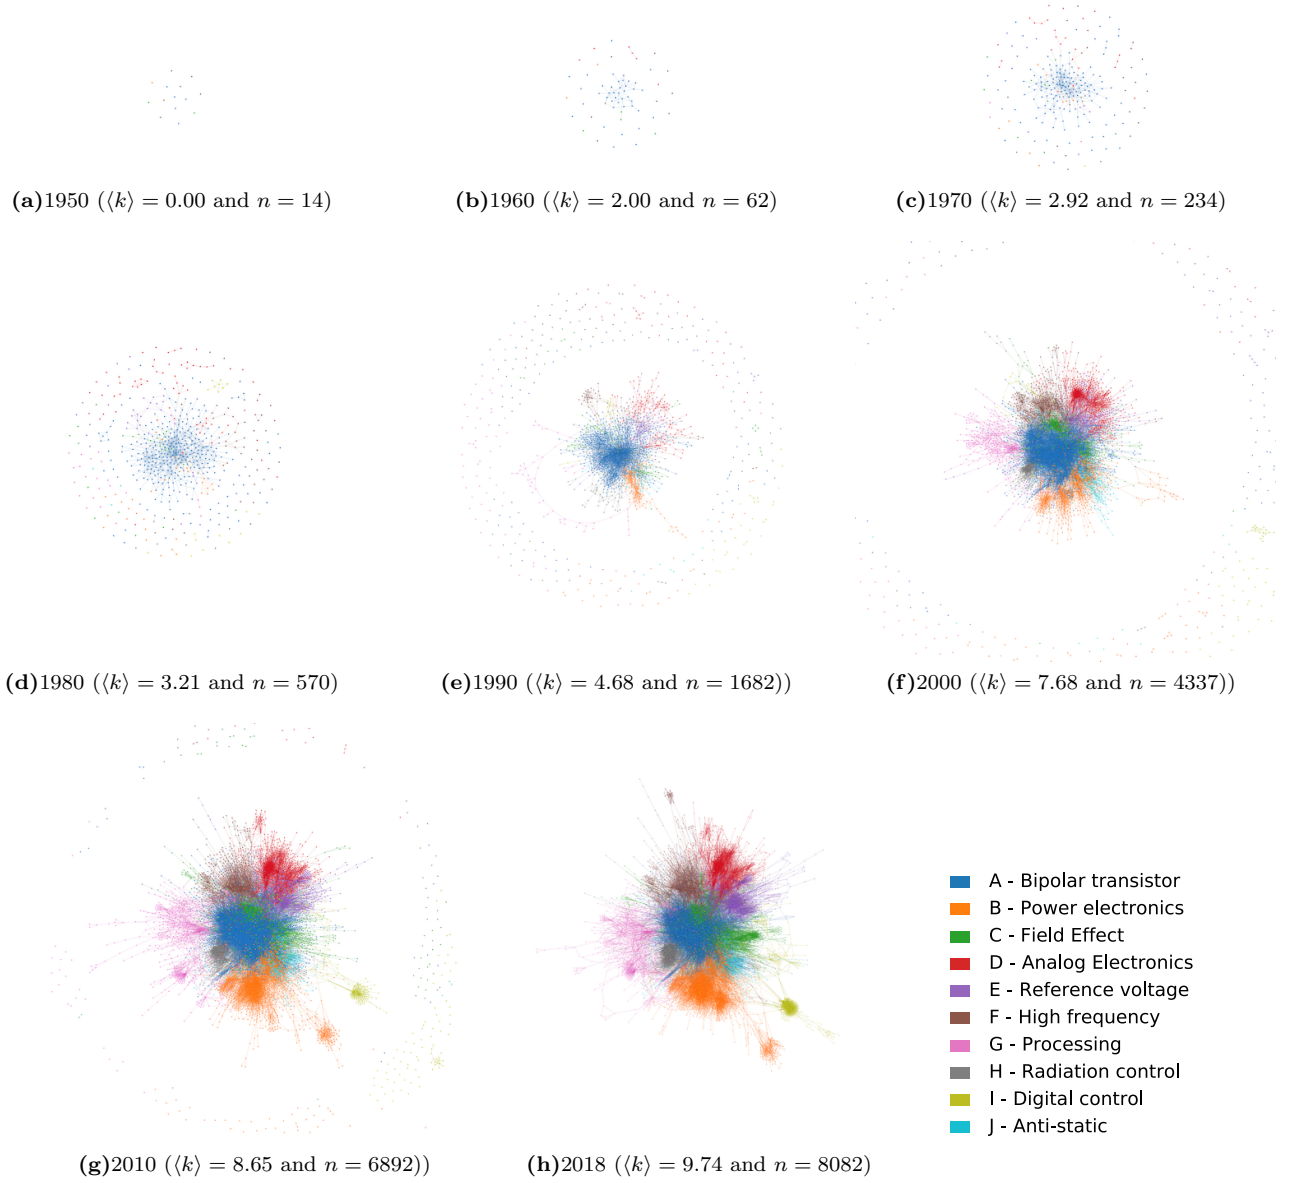 (a)1950 (⟨k⟩ = 0.00 and n = 14)
(b)1960 (⟨k⟩ = 2.00 and n = 62)
(c)1970 (⟨k⟩ = 2.92 and n = 234)
(d)1980 (⟨k⟩ = 3.21 and n = 570)
(e)1990 (⟨k⟩ = 4.68 and n = 1682))
(f)2000 (⟨k⟩ = 7.68 and n = 4337))
A - Bipolar transistor
B - Power electronics
C - Field Effect
D - Analog Electronics
E - Reference voltage
F - High frequency
G - Processing
H - Radiation control
I - Digital control
J - Anti-static
(g)2010 (⟨k⟩ = 8.65 and n = 6892))
(h)2018 (⟨k⟩ = 9.74 and n = 8082)